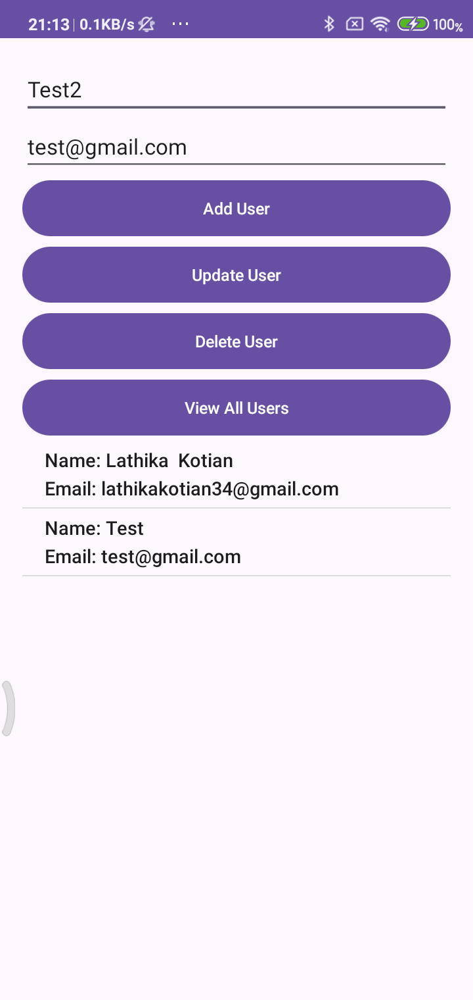 21:13 0.1KB/s ... 100%
Test2
test@gmail.com
Add User
Update User
Delete User
View All Users
Name: Lathika  Kotian
Email: lathikakotian34@gmail.com
Name: Test
Email: test@gmail.com